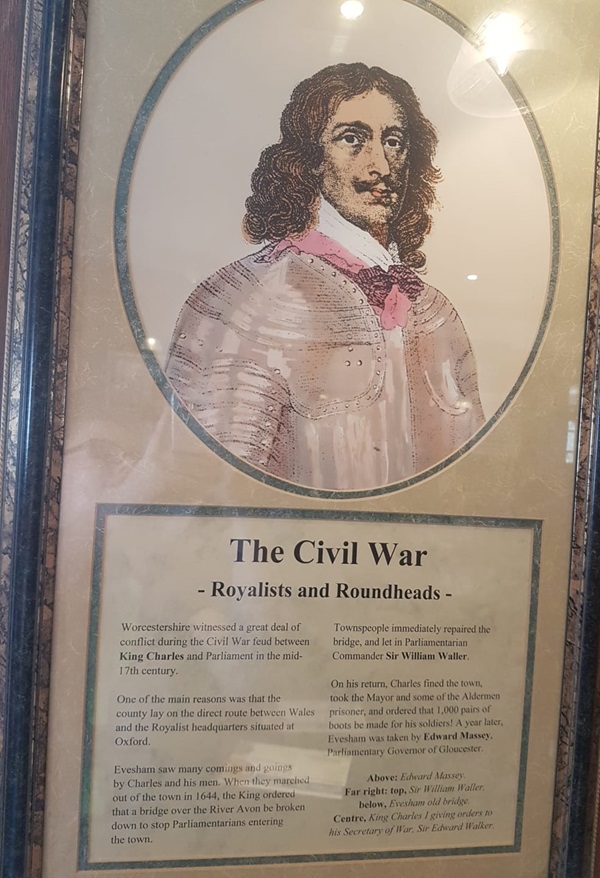 The Civil War
- Royalists and Roundheads -
Worcestershire witnessed a great deal of
conflict during the Civil War feud between
King Charles and Parliament in the mid-
17th century.
One of the main reasons was that the
county lay on the direct route between Wales
and the Royalist headquarters situated at
Oxford.
Evesham saw many comings and goings
by Charles and his men. When they marched
out of the town in 1644, the King ordered
that a bridge over the River Avon be broken
down to stop Parliamentarians entering
the town.
Townspeople immediately repaired the
bridge, and let in Parliamentarian
Commander Sir William Waller.
On his return, Charles fined the town,
took the Mayor and some of the Aldermen
prisoner, and ordered that 1,000 pairs of
boots be made for his soldiers! A year later,
Evesham was taken by Edward Massey,
Parliamentary Governor of Gloucester.
Above: Edward Massey.
Far right: top, Sir William Waller.
below, Evesham old bridge.
Centre, King Charles I giving orders to
his Secretary of War, Sir Edward Walker.